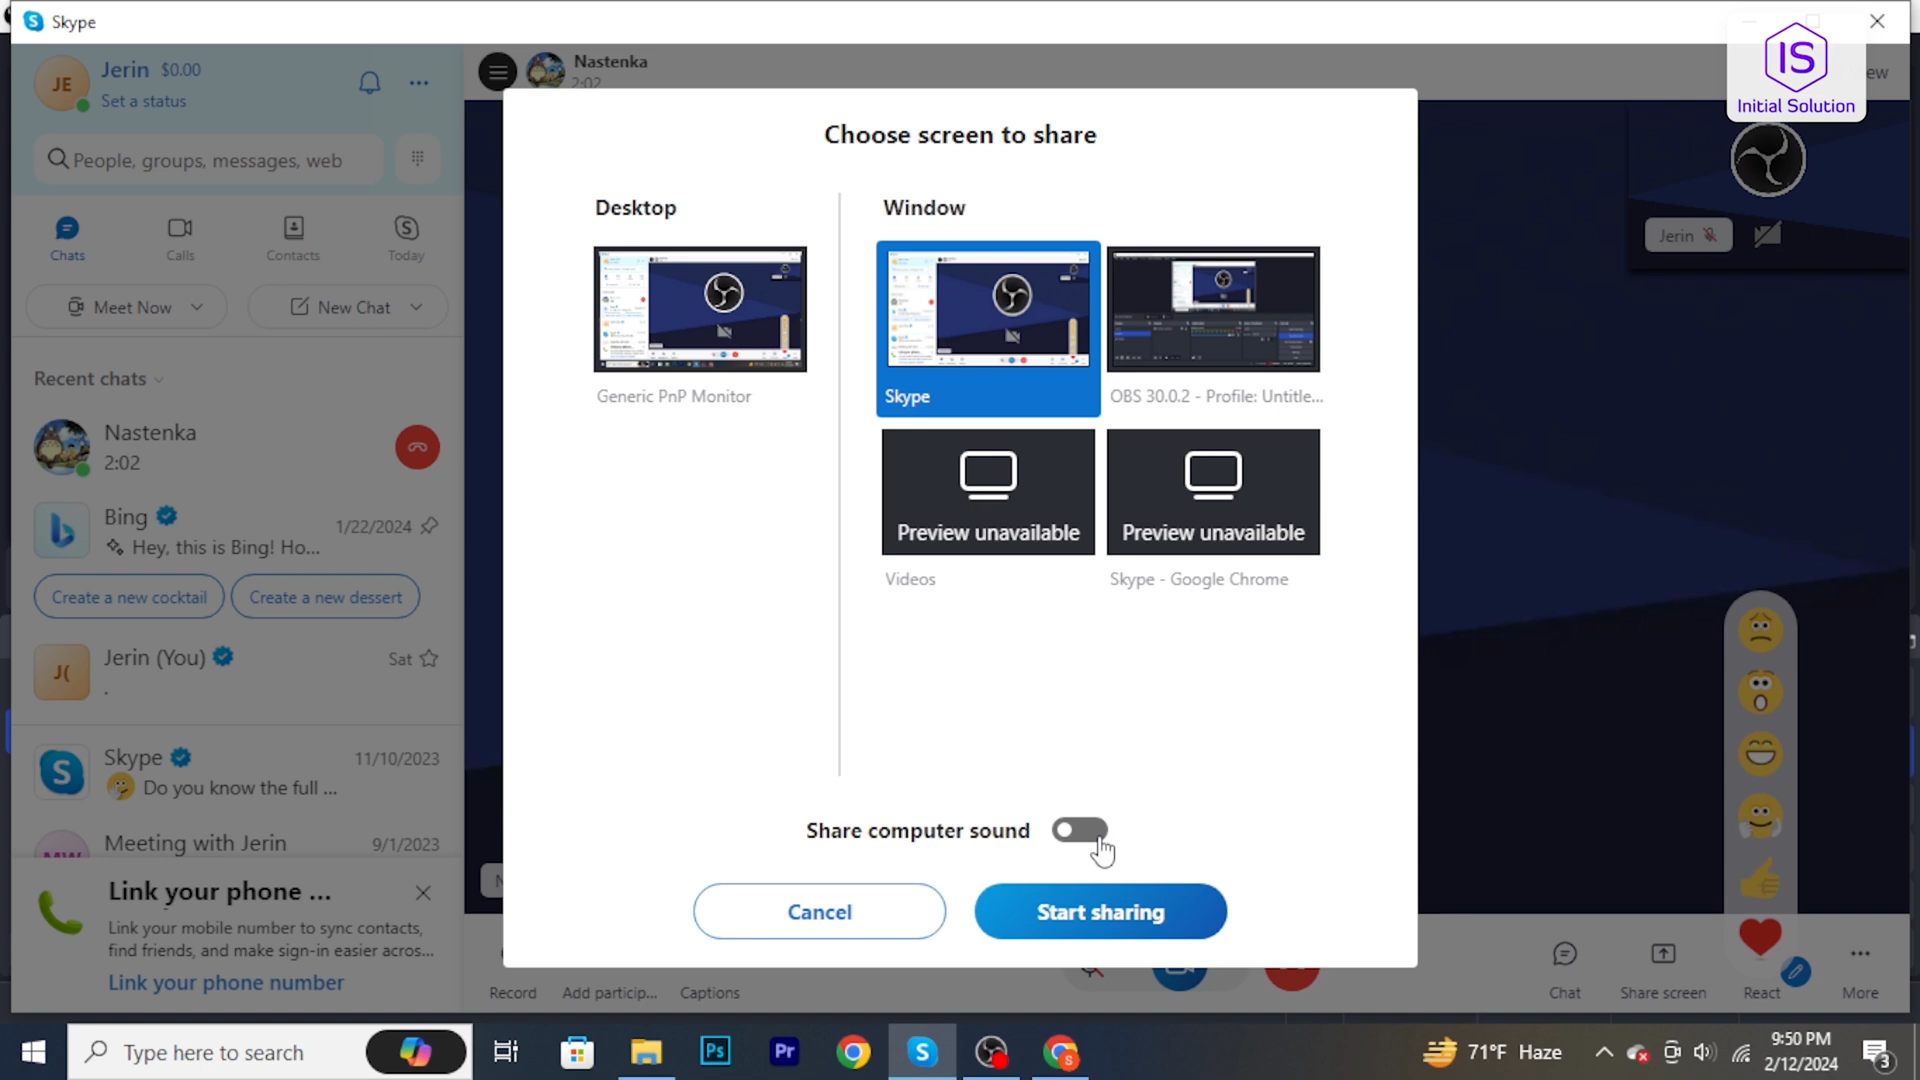 Skype
IS
Initial Solution
JE
Jerin $0.00
Set a status
People, groups, messages, web
Chats
Calls
Contacts
Today
Meet Now
New Chat
Recent chats
Nastenka
2:02
Bing
1/22/2024
Hey, this is Bing! Ho...
Create a new cocktail
Create a new dessert
J(
Jerin (You)
Sat
.
Skype
11/10/2023
Do you know the full ...
MW
Meeting with Jerin
9/1/2023
Link your phone ...
Link your mobile number to sync contacts,
find friends, and make sign-in easier acros...
Link your phone number
Nastenka
2:02
Jerin
Choose screen to share
Desktop
Window
Generic PnP Monitor
Skype
OBS 30.0.2 - Profile: Untitle...
Preview unavailable
Preview unavailable
Videos
Skype - Google Chrome
Share computer sound
Cancel
Start sharing
Record
Add particip...
Captions
Chat
Share screen
React
More
Type here to search
Ps
Pr
S
71°F Haze
9:50 PM
2/12/2024
3